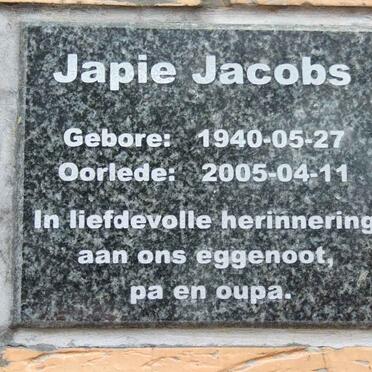 Japie Jacobs
Gebore: 1940-05-27
Oorlede: 2005-04-11
In liefdevolle herinnering
aan ons eggenoot,
pa en oupa.